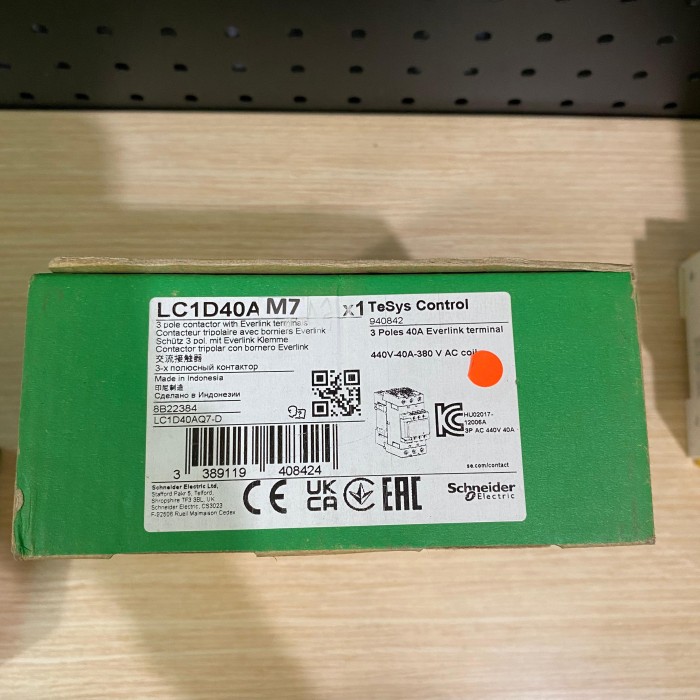 LC1D40A M7 x1
3 pole contactor with Everlink terminals
Contacteur tripolaire avec borniers Everlink
Schütz 3 pol. mit Everlink Klemme
Contactor tripolar con bornero Everlink
交流接触器
3-х полюсный контактор
Made in Indonesia
印尼制造
Сделано в Индонезии
8B22384
LC1D40AQ7-D
3 389119 408424
Schneider Electric Ltd,
Stafford Pakr 5, Telford,
Shropshire TF3 3BL, UK
Schneider Electric, CS3023
F-92506 Rueil Malmaison Cedex
TeSys Control
940842
3 Poles 40A Everlink terminal
440V-40A-380 V AC coil
HU02017-
12006A
3P AC 440V 40A
se.com/contact
CE UK CA EAC
Schneider
Electric